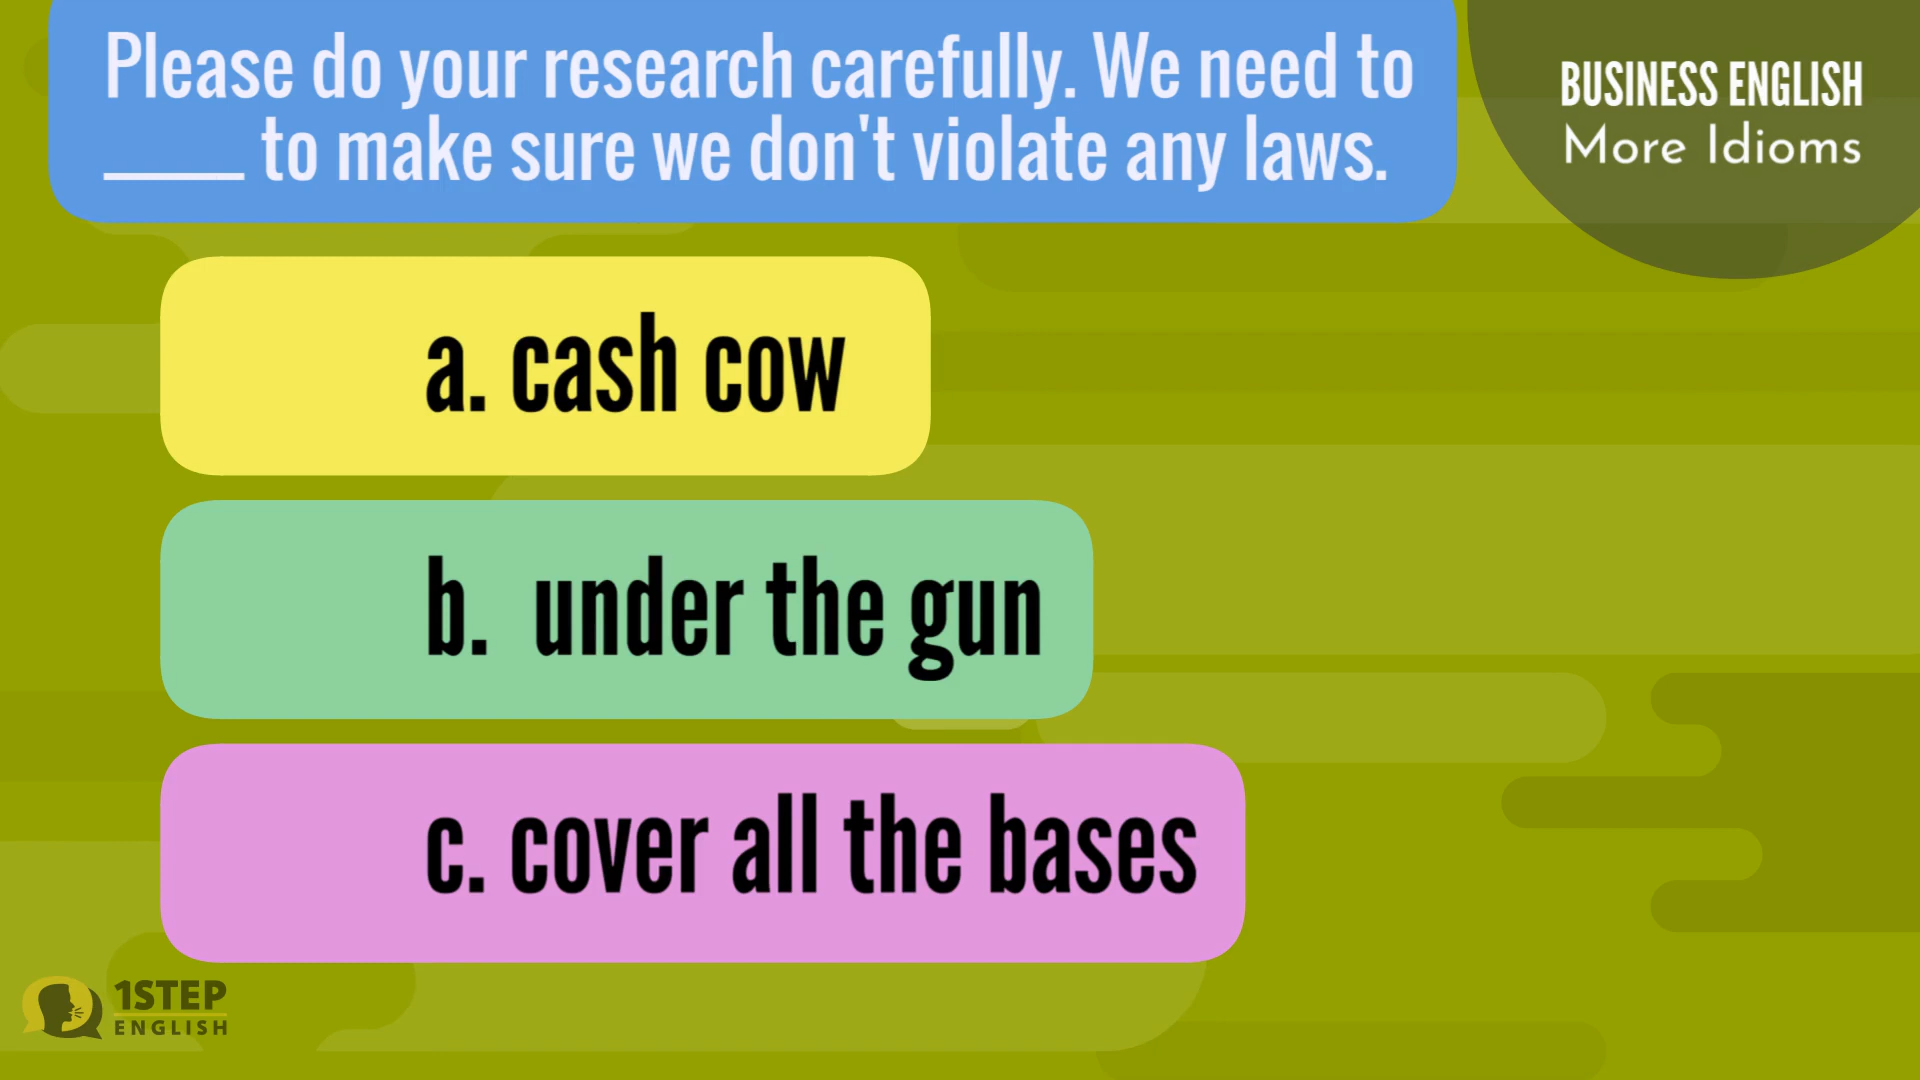 Please do your research carefully. We need to
_____ to make sure we don't violate any laws.
BUSINESS ENGLISH
More Idioms
a. cash cow
b. under the gun
c. cover all the bases
1STEP
ENGLISH